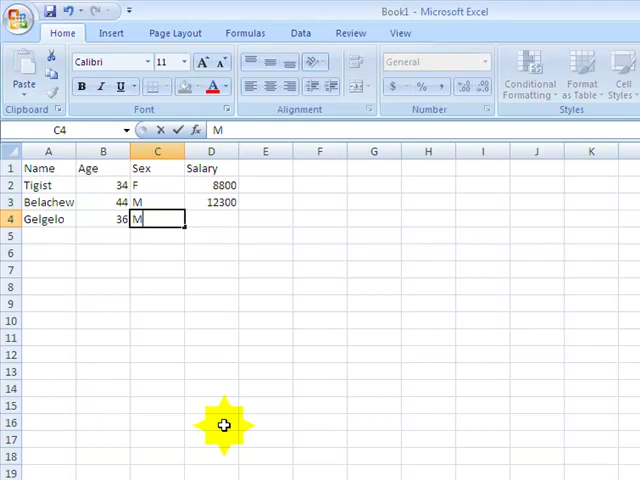 Book1 - Microsoft Excel
Home Insert Page Layout Formulas Data Review View
Paste
Calibri 11 General
B I U A $ % ,
Conditional Formatting Format as Table Cell Styles
Clipboard Font Alignment Number Styles
C4 fx M
A B C D E F G H I J K
1 Name Age Sex Salary
2 Tigist 34 F 8800
3 Belachew 44 M 12300
4 Gelgelo 36 M
5
6
7
8
9
10
11
12
13
14
15
16
17
18
19